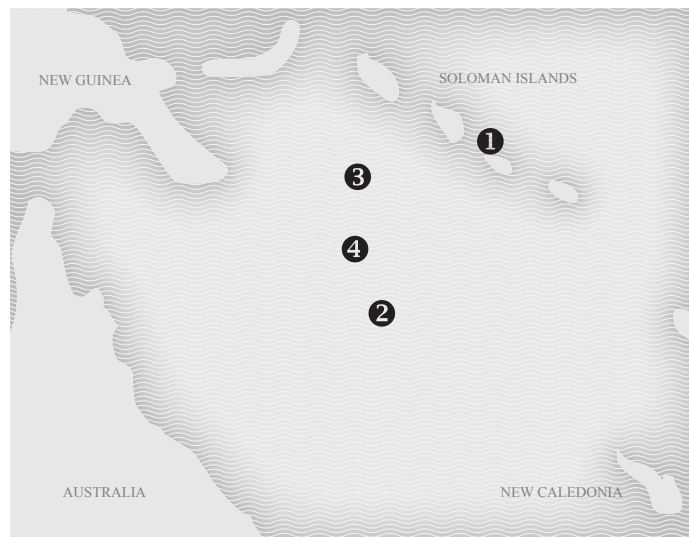 NEW GUINEA
SOLOMAN ISLANDS
1
3
4
2
AUSTRALIA
NEW CALEDONIA